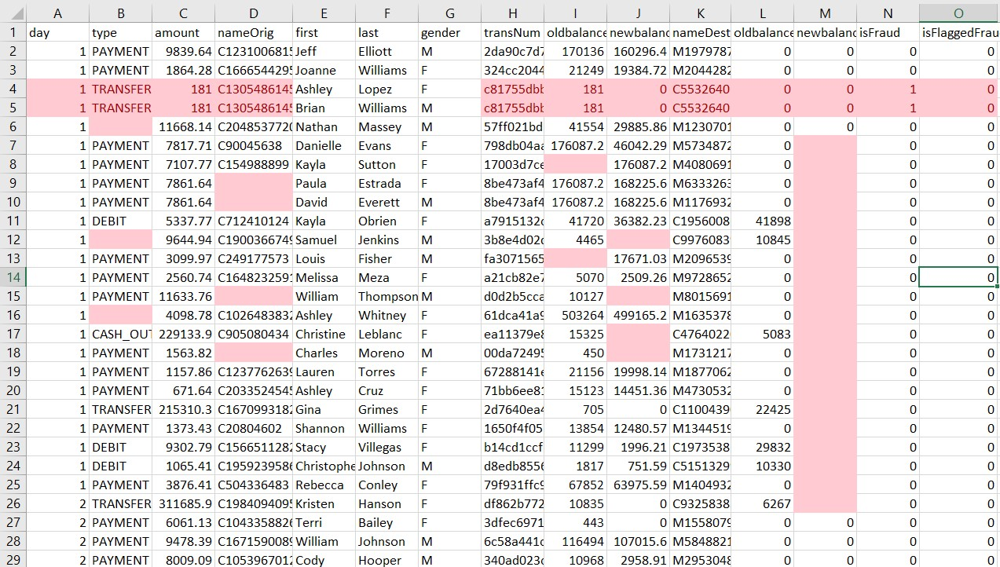 A B C D E F G H I J K L M N O
1 day type amount nameOrig first last gender transNum oldbalance newbalanc nameDest oldbalance newbalanc isFraud isFlaggedFrau
2 1 PAYMENT 9839.64 C1231006815 Jeff Elliott M 2da90c7d7 170136 160296.4 M1979787 0 0 0 0
3 1 PAYMENT 1864.28 C1666544295 Joanne Williams F 324cc2044 21249 19384.72 M2044282 0 0 0 0
4 1 TRANSFER 181 C1305486145 Ashley Lopez F c81755dbb 181 0 C5532640 0 0 1 0
5 1 TRANSFER 181 C1305486145 Brian Williams M c81755dbb 181 0 C5532640 0 0 1 0
6 1 11668.14 C2048537720 Nathan Massey M 57ff021bd 41554 29885.86 M1230701 0 0 0 0
7 1 PAYMENT 7817.71 C90045638 Danielle Evans F 798db04aa 176087.2 46042.29 M5734872 0 0 0
8 1 PAYMENT 7107.77 C154988899 Kayla Sutton F 17003d7ce 176087.2 M4080691 0 0 0
9 1 PAYMENT 7861.64 Paula Estrada F 8be473af4 176087.2 168225.6 M6333263 0 0 0
10 1 PAYMENT 7861.64 David Everett M 8be473af4 176087.2 168225.6 M1176932 0 0 0
11 1 DEBIT 5337.77 C712410124 Kayla Obrien F a7915132c 41720 36382.23 C1956008 41898 0 0
12 1 9644.94 C1900366749 Samuel Jenkins M 3b8e4d02c 4465 C9976083 10845 0 0
13 1 PAYMENT 3099.97 C249177573 Louis Fisher M fa3071565 17671.03 M2096539 0 0 0
14 1 PAYMENT 2560.74 C1648232591 Melissa Meza F a21cb82e7 5070 2509.26 M9728652 0 0 0
15 1 PAYMENT 11633.76 William Thompson M d0d2b5cca 10127 M8015691 0 0 0
16 1 4098.78 C1026483832 Ashley Whitney F 61dca41a9 503264 499165.2 M1635378 0 0 0
17 1 CASH_OUT 229133.9 C905080434 Christine Leblanc F ea11379e8 15325 C4764022 5083 0 0
18 1 PAYMENT 1563.82 Charles Moreno M 00da72495 450 M1731217 0 0 0
19 1 PAYMENT 1157.86 C1237762639 Lauren Torres F 67288141e 21156 19998.14 M1877062 0 0 0
20 1 PAYMENT 671.64 C2033524545 Ashley Cruz F 71bb6ee81 15123 14451.36 M4730532 0 0 0
21 1 TRANSFER 215310.3 C1670993182 Gina Grimes F 2d7640ea4 705 0 C1100439 22425 0 0
22 1 PAYMENT 1373.43 C20804602 Shannon Williams F 1650f4f05 13854 12480.57 M1344519 0 0 0
23 1 DEBIT 9302.79 C1566511282 Stacy Villegas F b14cd1ccf 11299 1996.21 C1973538 29832 0 0
24 1 DEBIT 1065.41 C1959239586 Christophe Johnson M d8edb8556 1817 751.59 C5151329 10330 0 0
25 1 PAYMENT 3876.41 C504336483 Rebecca Conley F 79f931ffc9 67852 63975.59 M1404932 0 0 0
26 2 TRANSFER 311685.9 C1984094095 Kristen Hanson F df862b772 10835 0 C9325838 6267 0 0
27 2 PAYMENT 6061.13 C1043358826 Terri Bailey F 3dfec6971 443 0 M1558079 0 0 0 0
28 2 PAYMENT 9478.39 C1671590089 William Johnson M 6c58a441c 116494 107015.6 M5848821 0 0 0 0
29 2 PAYMENT 8009.09 C1053967012 Cody Hooper M 340ad023c 10968 2958.91 M2953048 0 0 0 0